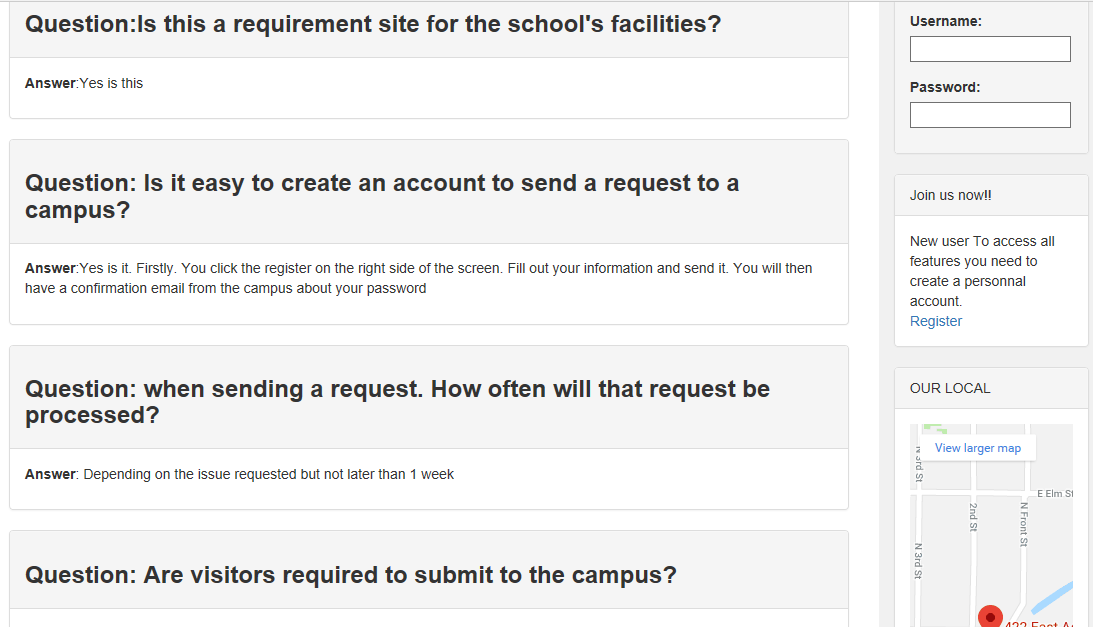 Question:Is this a requirement site for the school's facilities?
Answer:Yes is this
Question: Is it easy to create an account to send a request to a
campus?
Answer:Yes is it. Firstly. You click the register on the right side of the screen. Fill out your information and send it. You will then
have a confirmation email from the campus about your password
Question: when sending a request. How often will that request be
processed?
Answer: Depending on the issue requested but not later than 1 week
Question: Are visitors required to submit to the campus?
Username:
Password:
Join us now!!
New user To access all
features you need to
create a personnal
account.
Register
OUR LOCAL
View larger map
N 3rd St
E Elm St
2nd St
N Front St
N 3rd St
422 East